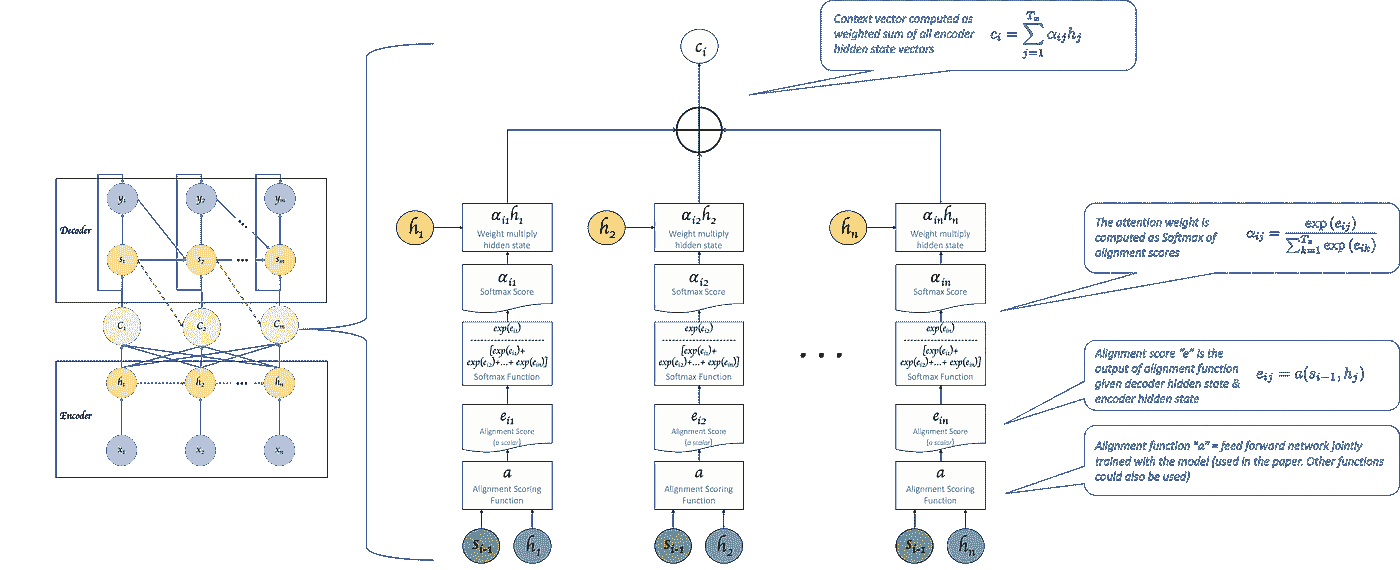 Context vector computed as
weighted sum of all encoder
hidden state vectors
c_i = \sum_{j=1}^{T_x} α_{ij} h_j
c_i
Decoder
y_1
y_2
y_m
s_1
s_2
...
s_m
C_1
C_2
C_m
Encoder
h_1
h_2
...
h_n
x_1
x_2
x_n
h_1
α_{i1}h_1
Weight multiply
hidden state
α_{i1}
Softmax Score
exp(e_{i1})
[exp(e_{i1})+
exp(e_{i2})+...+ exp(e_{in})]
Softmax Function
e_{i1}
Alignment Score
(a scalar)
a
Alignment Scoring
Function
s_{i-1}
h_1
h_2
α_{i2}h_2
Weight multiply
hidden state
α_{i2}
Softmax Score
exp(e_{i2})
[exp(e_{i1})+
exp(e_{i2})+...+ exp(e_{in})]
Softmax Function
e_{i2}
Alignment Score
(a scalar)
a
Alignment Scoring
Function
s_{i-1}
h_2
...
h_n
α_{in}h_n
Weight multiply
hidden state
α_{in}
Softmax Score
exp(e_{in})
[exp(e_{i1})+
exp(e_{i2})+...+ exp(e_{in})]
Softmax Function
e_{in}
Alignment Score
(a scalar)
a
Alignment Scoring
Function
s_{i-1}
h_n
The attention weight is
computed as Softmax of
alignment scores
α_{ij} = \frac{exp(e_{ij})}{\sum_{k=1}^{T_x} exp(e_{ik})}
Alignment score "e" is the
output of alignment function
given decoder hidden state &
encoder hidden state
e_{ij} = a(s_{i-1}, h_j)
Alignment function "a" = feed forward network jointly
trained with the model (used in the paper. Other functions
could also be used)